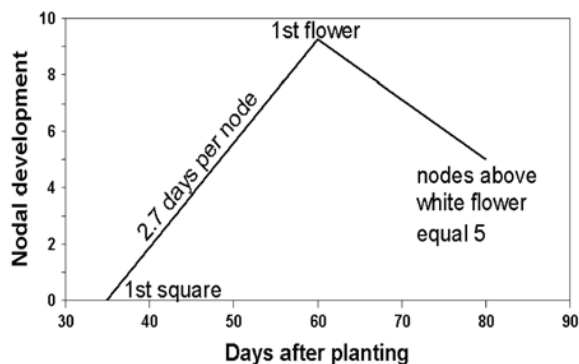 10
1st flower
8
6
4
2
0
Nodal development
2.7 days per node
1st square
nodes above
white flower
equal 5
30
40
50
60
70
80
90
Days after planting